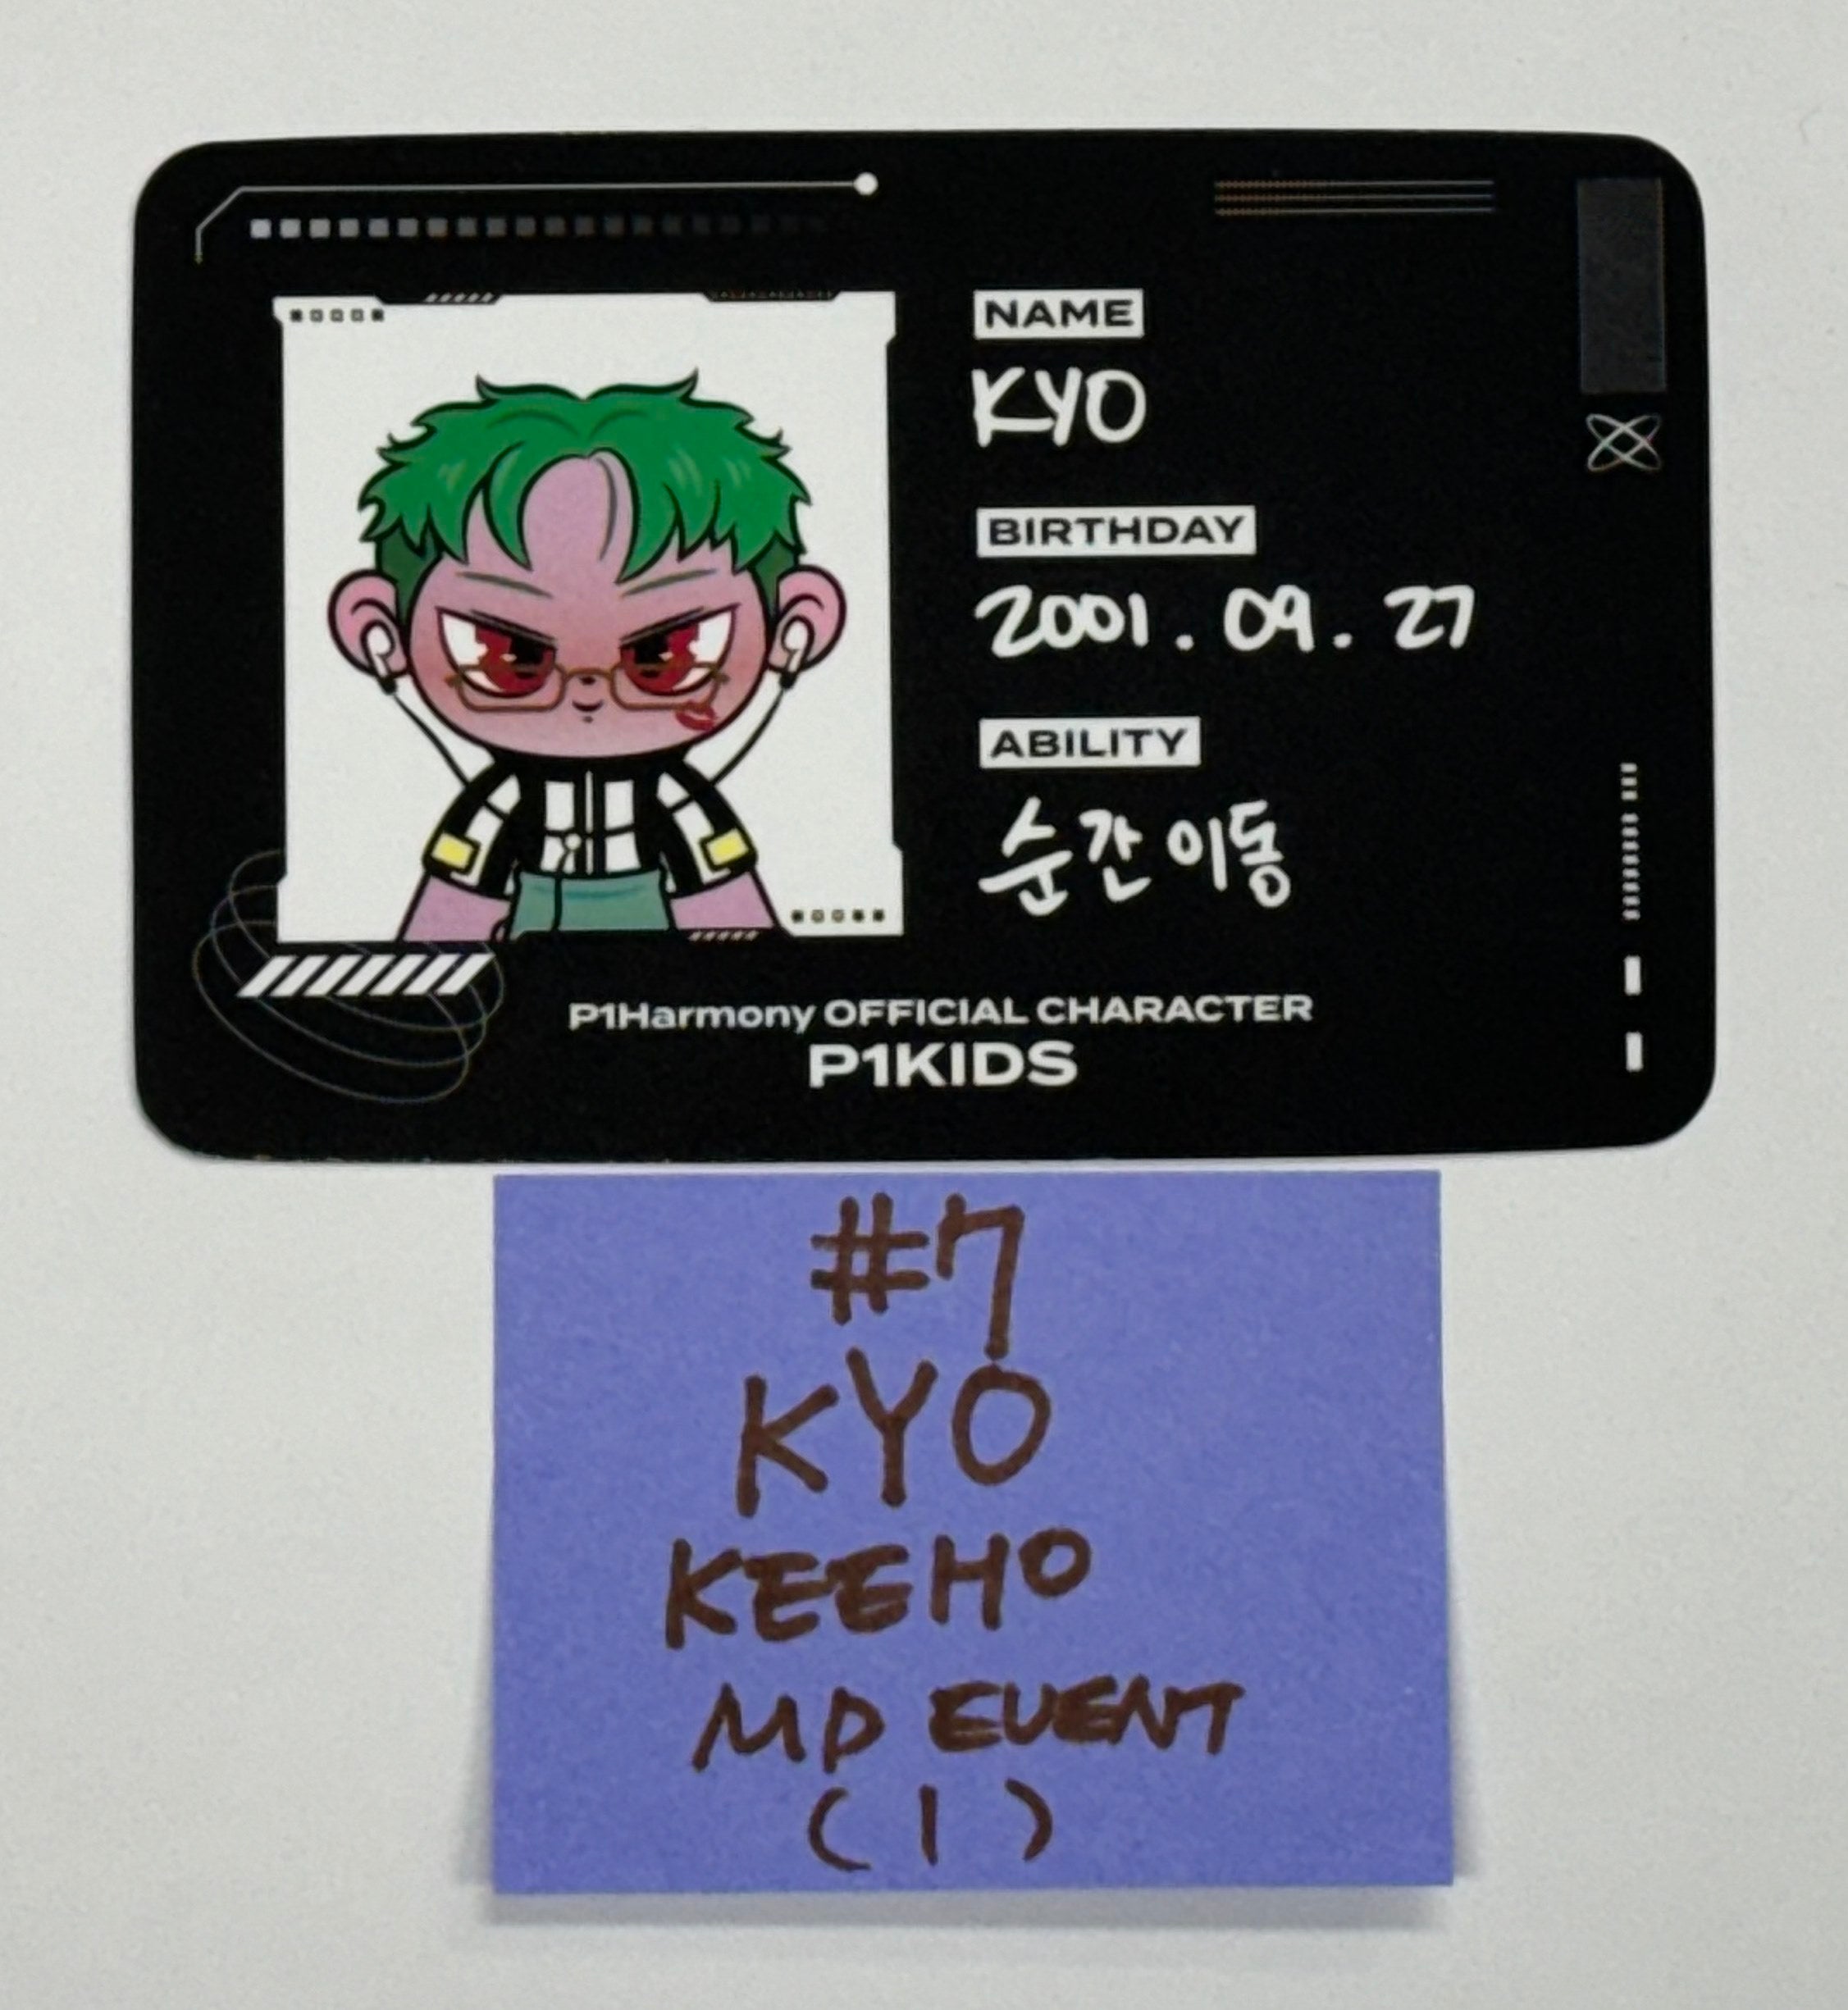 NAME
KYO
BIRTHDAY
2001.09.27
ABILITY
순간이동
P1Harmony OFFICIAL CHARACTER
P1KIDS
#7
KYO
KEEHO
MD EVENT
(1)